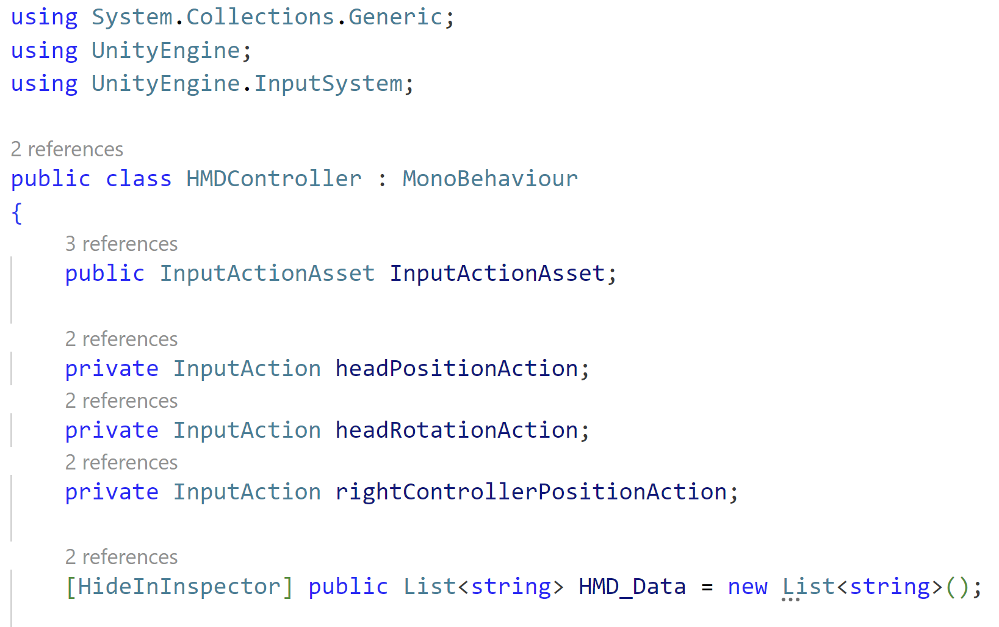 using System.Collections.Generic;
using UnityEngine;
using UnityEngine.InputSystem;
2 references
public class HMDController : MonoBehaviour
{
3 references
public InputActionAsset InputActionAsset;
2 references
private InputAction headPositionAction;
2 references
private InputAction headRotationAction;
2 references
private InputAction rightControllerPositionAction;
2 references
[HideInInspector] public List<string> HMD_Data = new List<string>();